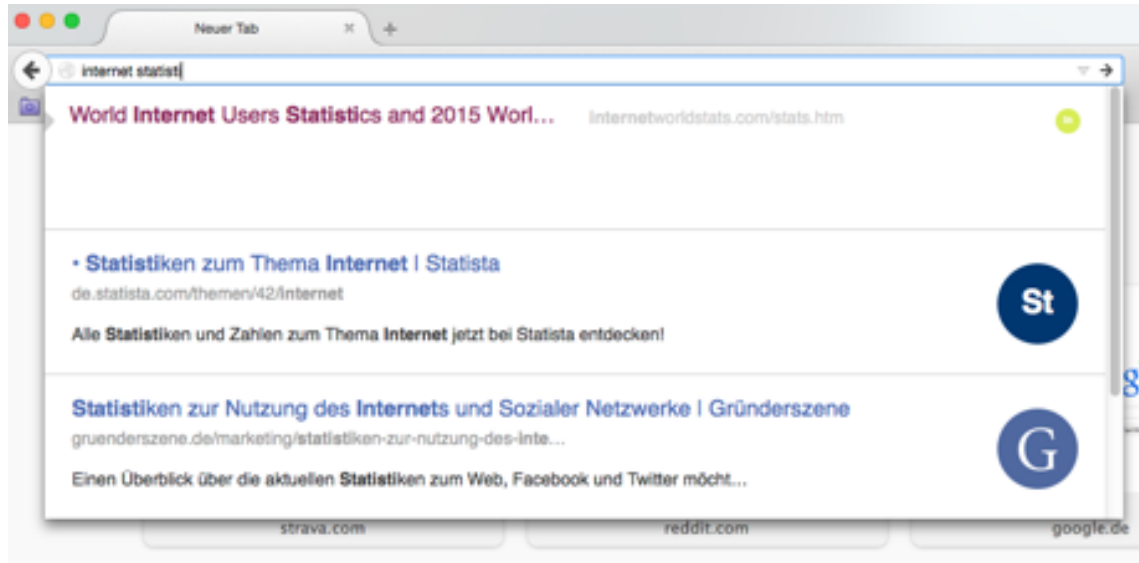 Neuer Tab
internet statisti
World Internet Users Statistics and 2015 Worl... internetworldstats.com/stats.htm
• Statistiken zum Thema Internet | Statista
de.statista.com/themen/42/internet
Alle Statistiken und Zahlen zum Thema Internet jetzt bei Statista entdecken!
St
Statistiken zur Nutzung des Internets und Sozialer Netzwerke | Gründerszene
gruenderszene.de/marketing/statistiken-zur-nutzung-des-inte...
Einen Überblick über die aktuellen Statistiken zum Web, Facebook und Twitter möcht...
G
strava.com reddit.com google.de